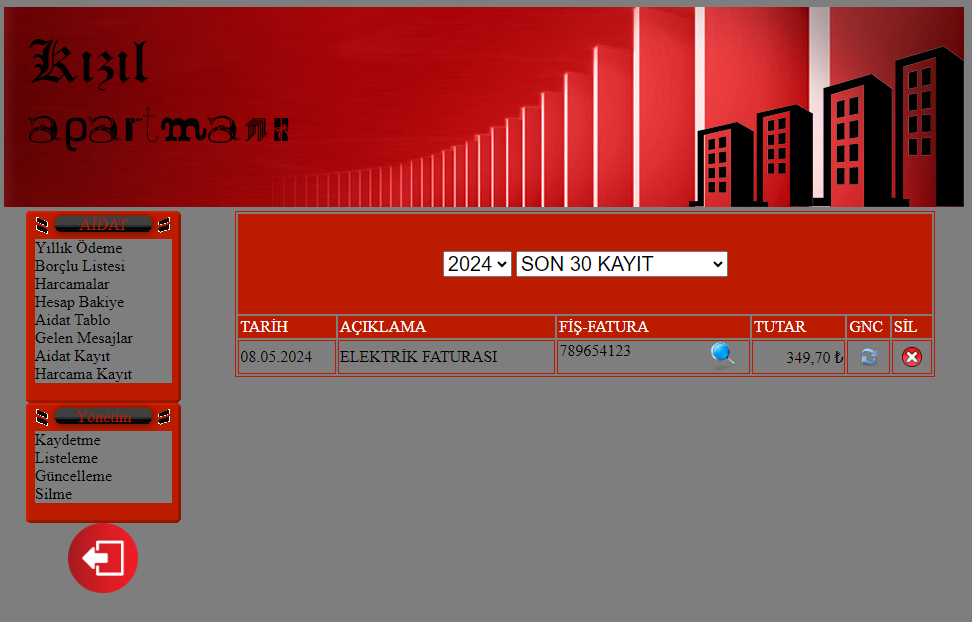 Kızıl
apartmanı
AİDAT
Yıllık Ödeme
Borçlu Listesi
Harcamalar
Hesap Bakiye
Aidat Tablo
Gelen Mesajlar
Aidat Kayıt
Harcama Kayıt
Yönetim
Kaydetme
Listeleme
Güncelleme
Silme
2024 SON 30 KAYIT
TARİH AÇIKLAMA FİŞ-FATURA TUTAR GNC SİL
08.05.2024 ELEKTRİK FATURASI 789654123 349,70 ₺